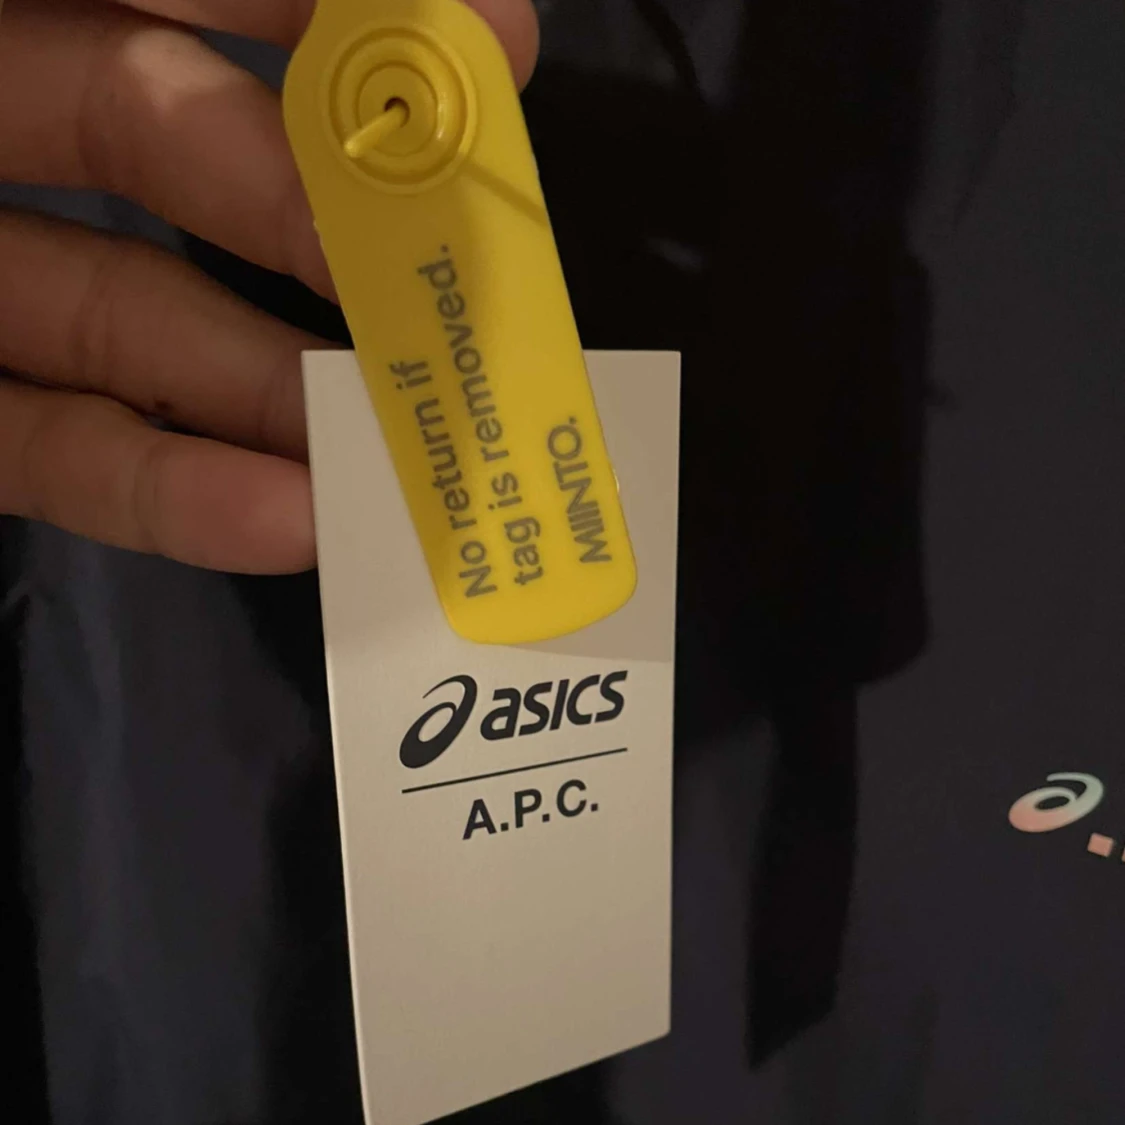 No return if
tag is removed.
MIINTO.
asics
A.P.C.